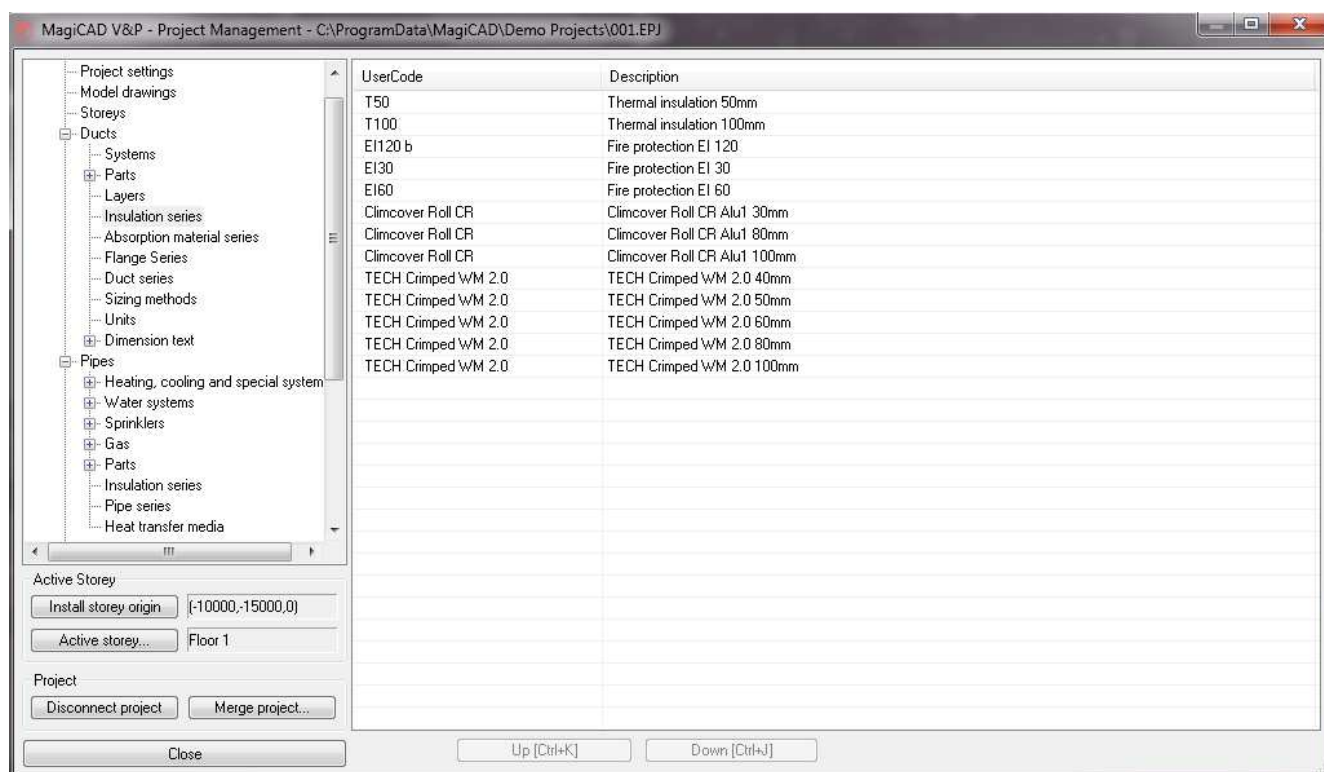 MagiCAD V&P - Project Management - C:\ProgramData\MagiCAD\Demo Projects\001.EPJ
Project settings
Model drawings
Storeys
Ducts
Systems
Parts
Layers
Insulation series
Absorption material series
Flange Series
Duct series
Sizing methods
Units
Dimension text
Pipes
Heating, cooling and special system
Water systems
Sprinklers
Gas
Parts
Insulation series
Pipe series
Heat transfer media
Active Storey
Install storey origin (-10000,-15000,0)
Active storey... Floor 1
Project
Disconnect project Merge project...
Close
UserCode Description
T50 Thermal insulation 50mm
T100 Thermal insulation 100mm
EI120 b Fire protection EI 120
EI30 Fire protection EI 30
EI60 Fire protection EI 60
Climcover Roll CR Climcover Roll CR Alu1 30mm
Climcover Roll CR Climcover Roll CR Alu1 80mm
Climcover Roll CR Climcover Roll CR Alu1 100mm
TECH Crimped WM 2.0 TECH Crimped WM 2.0 40mm
TECH Crimped WM 2.0 TECH Crimped WM 2.0 50mm
TECH Crimped WM 2.0 TECH Crimped WM 2.0 60mm
TECH Crimped WM 2.0 TECH Crimped WM 2.0 80mm
TECH Crimped WM 2.0 TECH Crimped WM 2.0 100mm
Up [Ctrl+K] Down [Ctrl+J]